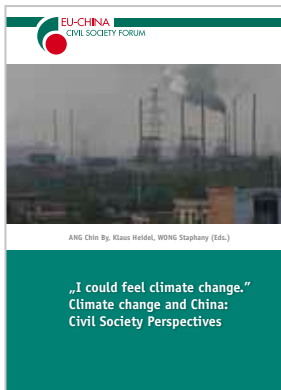 EU-CHINA
CIVIL SOCIETY FORUM
ANG Chin By, Klaus Heidel, WONG Staphany (Eds.)
„I could feel climate change.”
Climate change and China:
Civil Society Perspectives